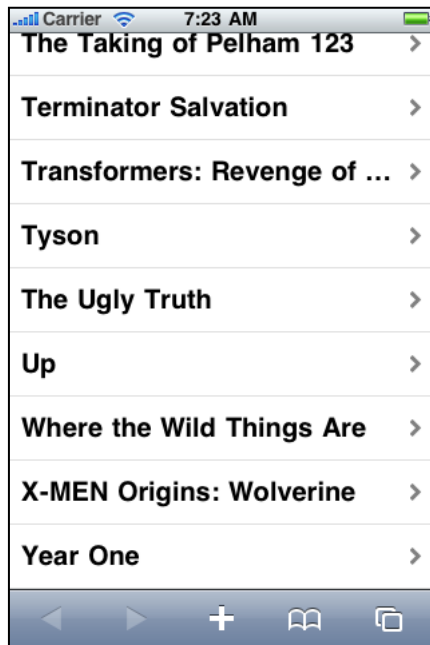 Carrier 7:23 AM
The Taking of Pelham 123
Terminator Salvation
Transformers: Revenge of ...
Tyson
The Ugly Truth
Up
Where the Wild Things Are
X-MEN Origins: Wolverine
Year One